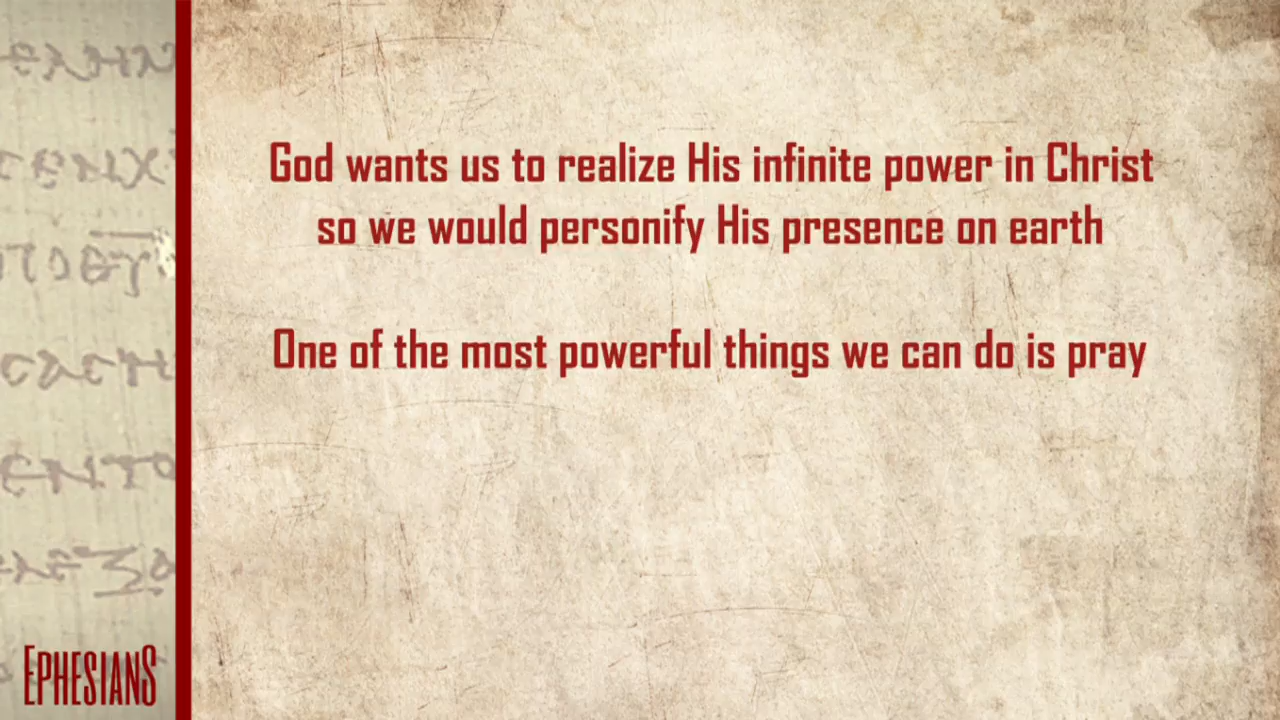 God wants us to realize His infinite power in Christ
so we would personify His presence on earth
One of the most powerful things we can do is pray
EPHESIANS